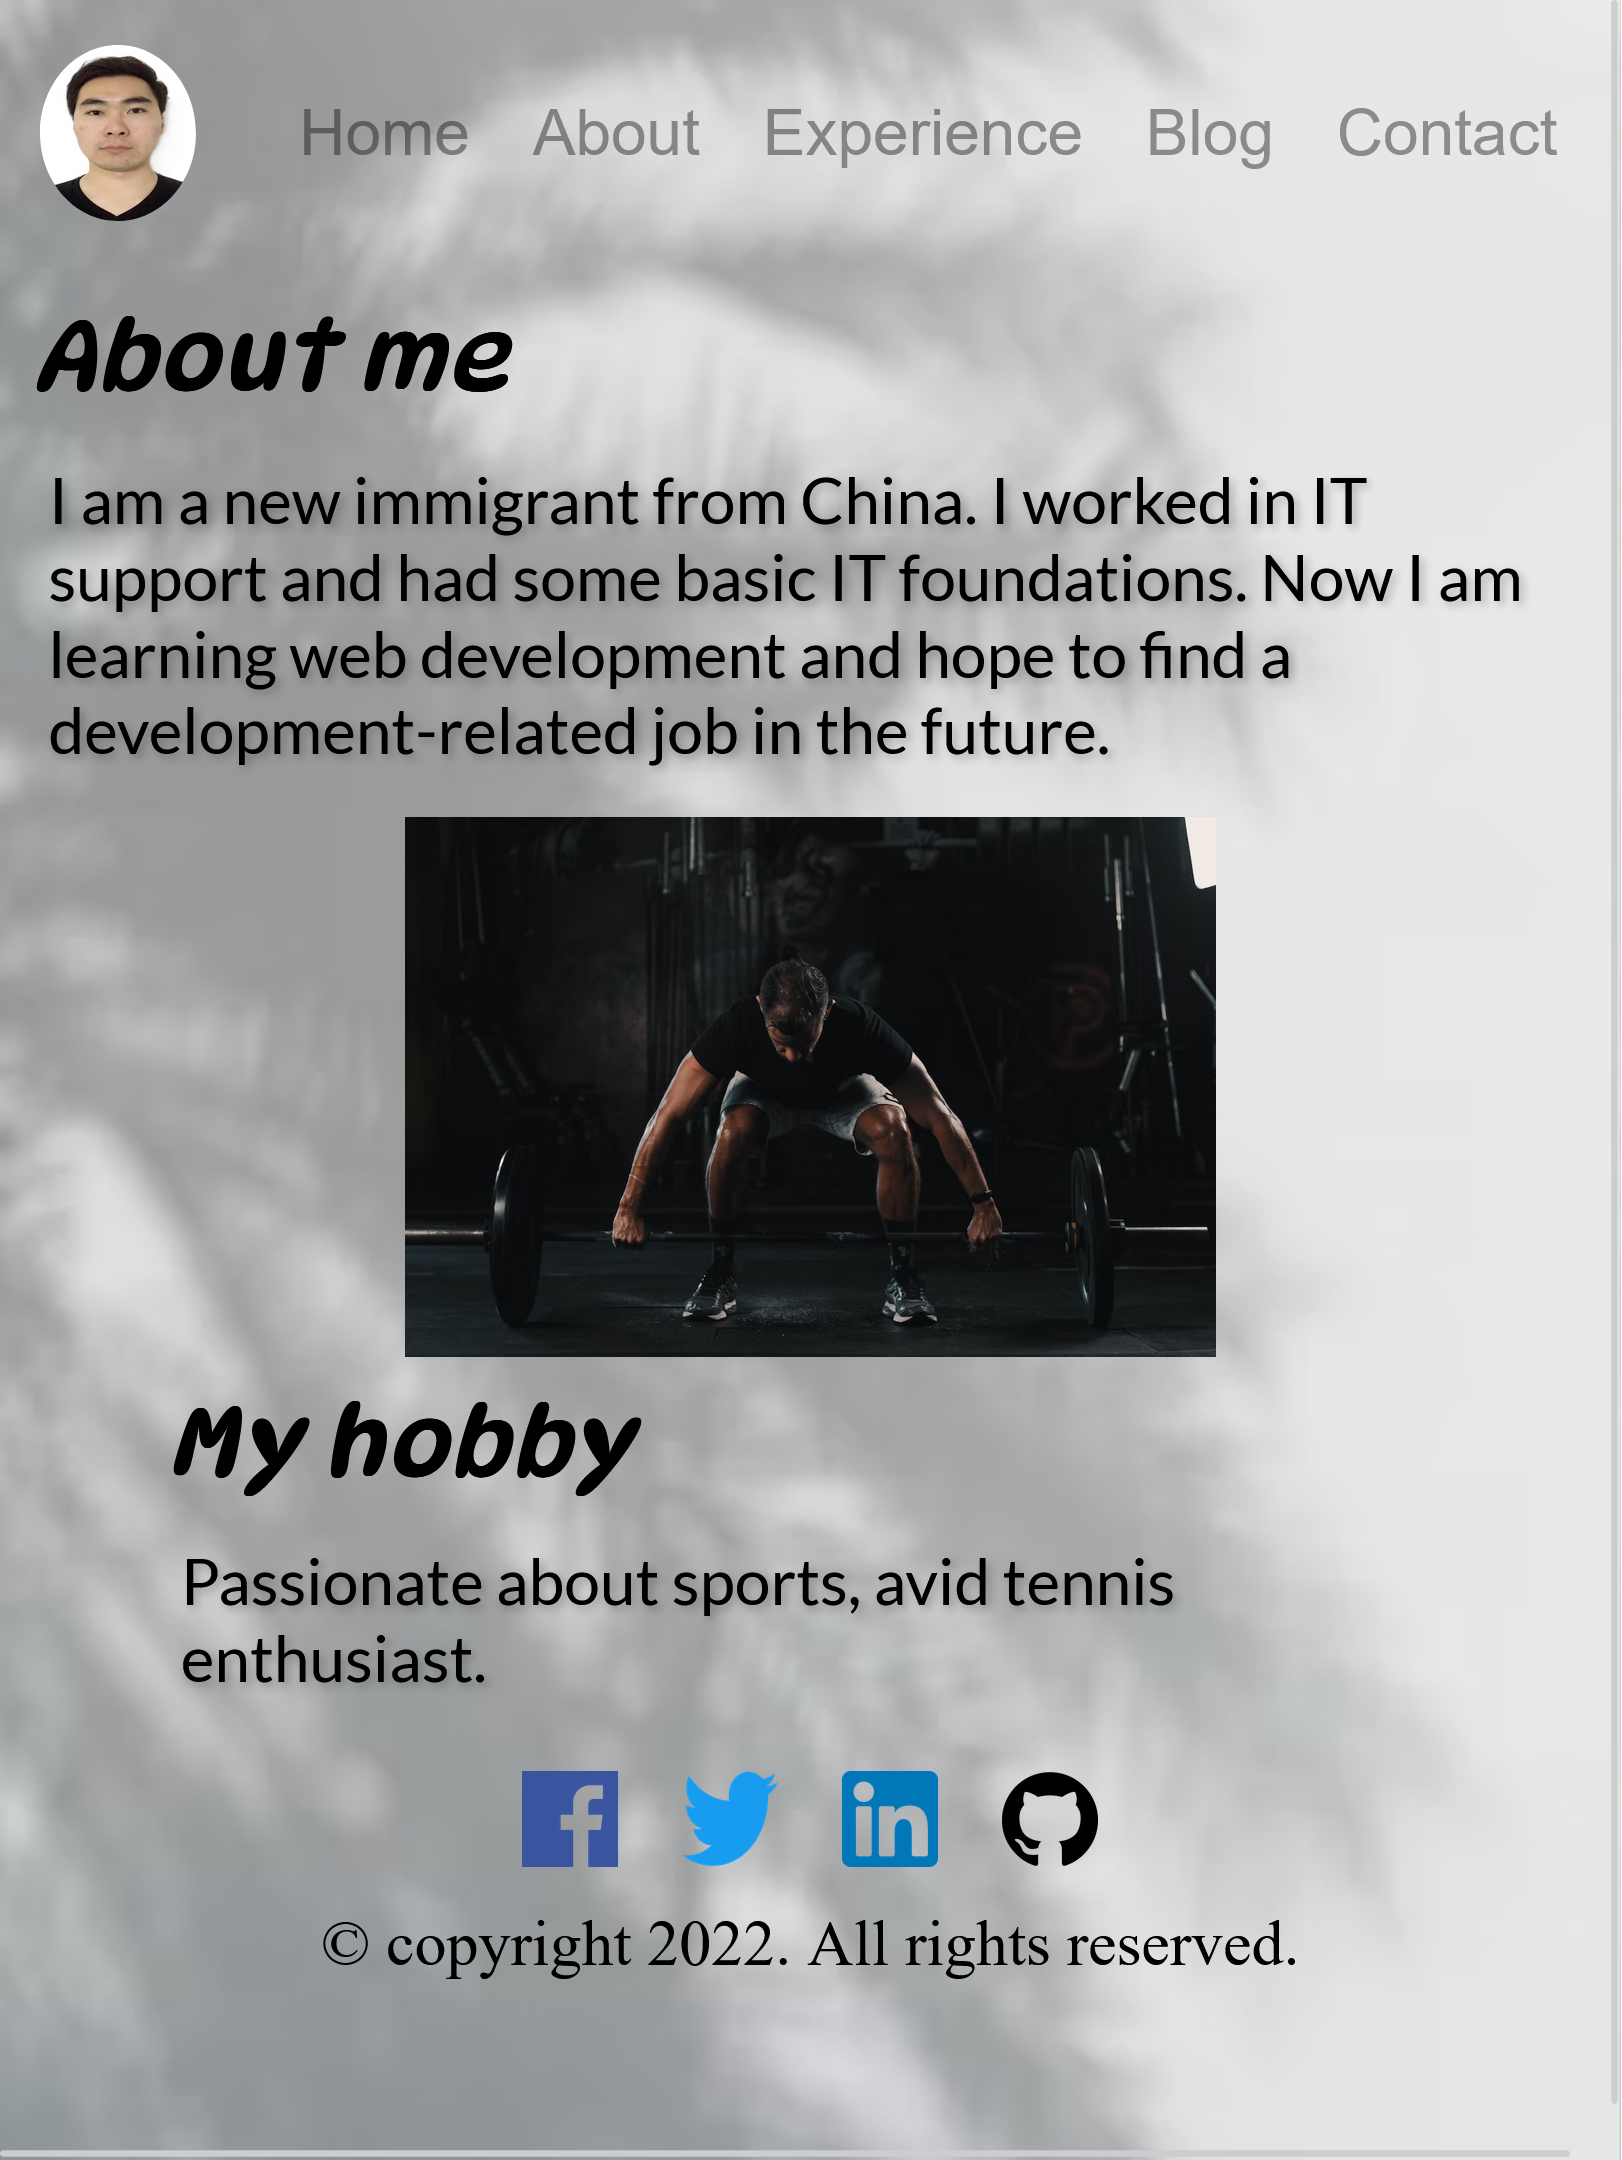 Home About Experience Blog Contact
About me
I am a new immigrant from China. I worked in IT
support and had some basic IT foundations. Now I am
learning web development and hope to find a
development-related job in the future.
My hobby
Passionate about sports, avid tennis
enthusiast.
© copyright 2022. All rights reserved.